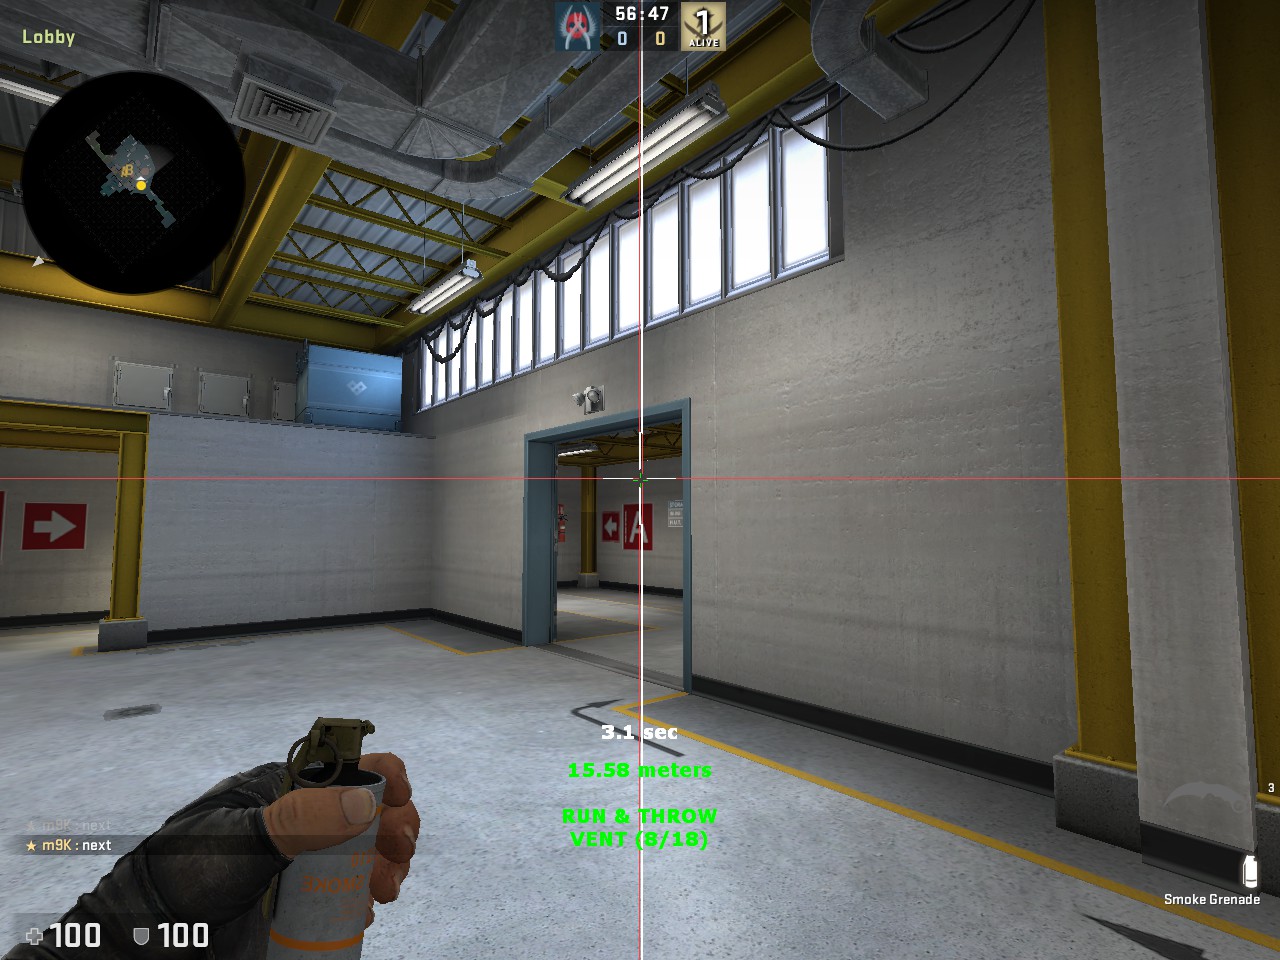 Lobby
56:47
0
0
1
ALIVE
B
A
3.1 sec
15.58 meters
RUN & THROW
VENT (8/18)
m9K : next
★ m9K : next
3
Smoke Grenade
100
100